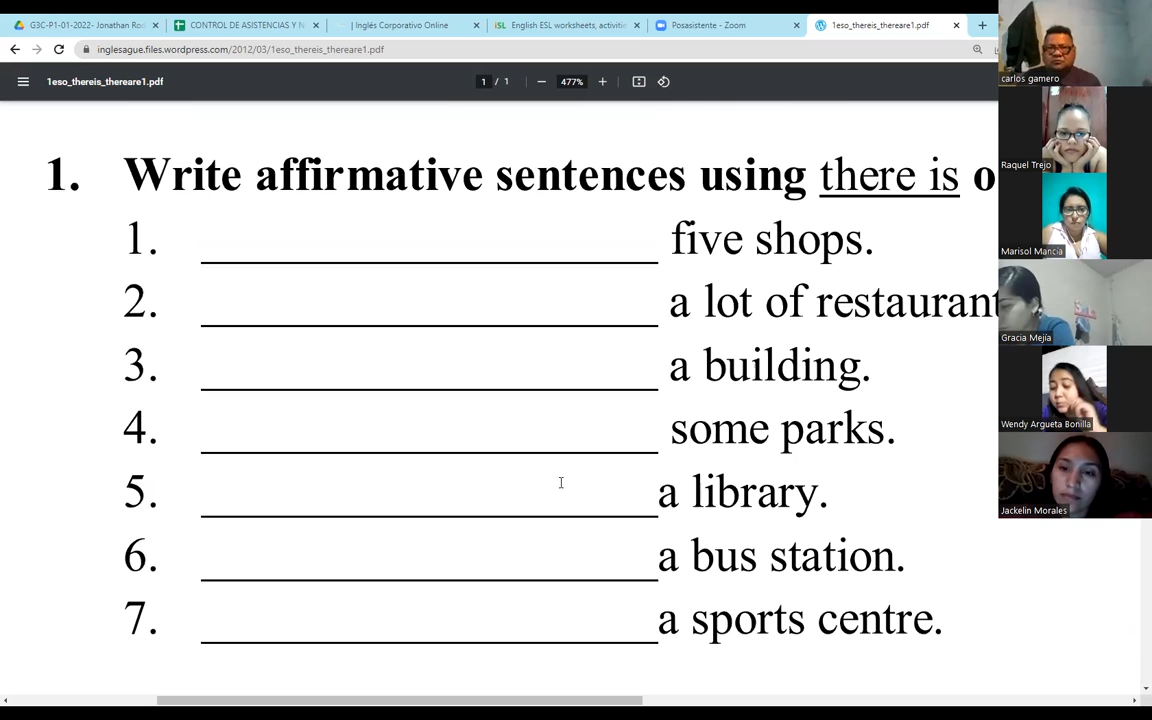 G3C-P1-01-2022- Jonathan Rod
CONTROL DE ASISTENCIAS Y N
| Inglés Corporativo Online
English ESL worksheets, activitie
Posasistente - Zoom
1eso_thereis_thereare1.pdf
inglesague.files.wordpress.com/2012/03/1eso_thereis_thereare1.pdf
1eso_thereis_thereare1.pdf
1 / 1
477%
1. Write affirmative sentences using there is o
1. five shops.
2. a lot of restaurant
3. a building.
4. some parks.
5. a library.
6. a bus station.
7. a sports centre.
carlos gamero
Raquel Trejo
Marisol Mancia
Gracia Mejía
Wendy Argueta Bonilla
Jackelin Morales